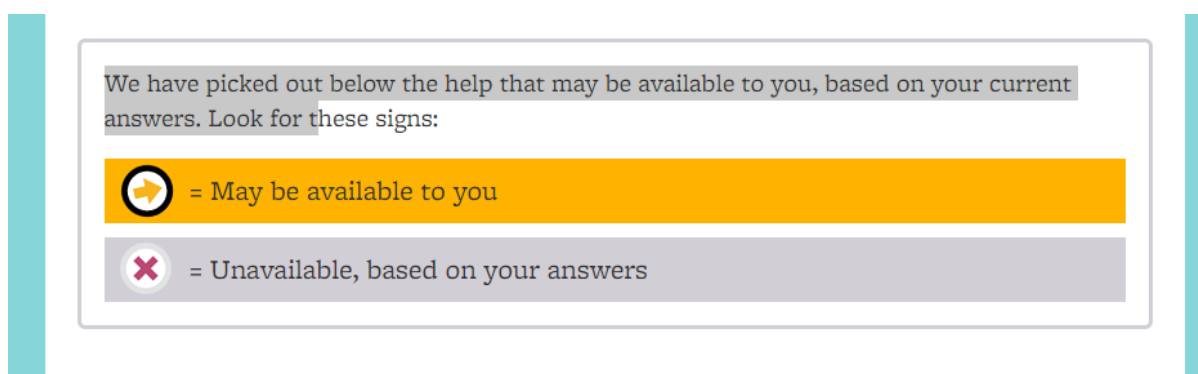 We have picked out below the help that may be available to you, based on your current
answers. Look for these signs:
= May be available to you
= Unavailable, based on your answers